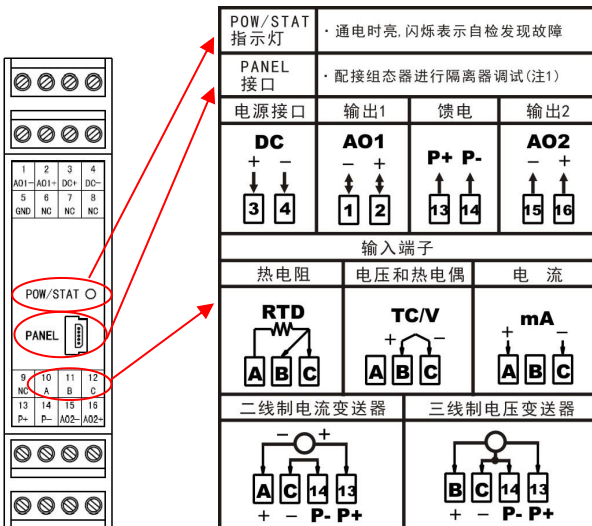 1 2 3 4
AO1- AO1+ DC+ DC-
5 6 7 8
GND NC NC NC
POW/STAT
PANEL
9 10 11 12
NC A B C
13 14 15 16
P+ P- AO2- AO2+
POW/STAT
指示灯
·通电时亮,闪烁表示自检发现故障
PANEL
接口
·配接组态器进行隔离器调试(注1)
电源接口 输出1 馈电 输出2
DC AO1 P+ P- AO2
+ - - + - +
3 4 1 2 13 14 15 16
输入端子
热电阻 电压和热电偶 电 流
RTD TC/V mA
+ - + -
A B C A B C A B C
二线制电流变送器 三线制电压变送器
- +
A C 14 13 B C 14 13
+ - P- P+ + - P- P+